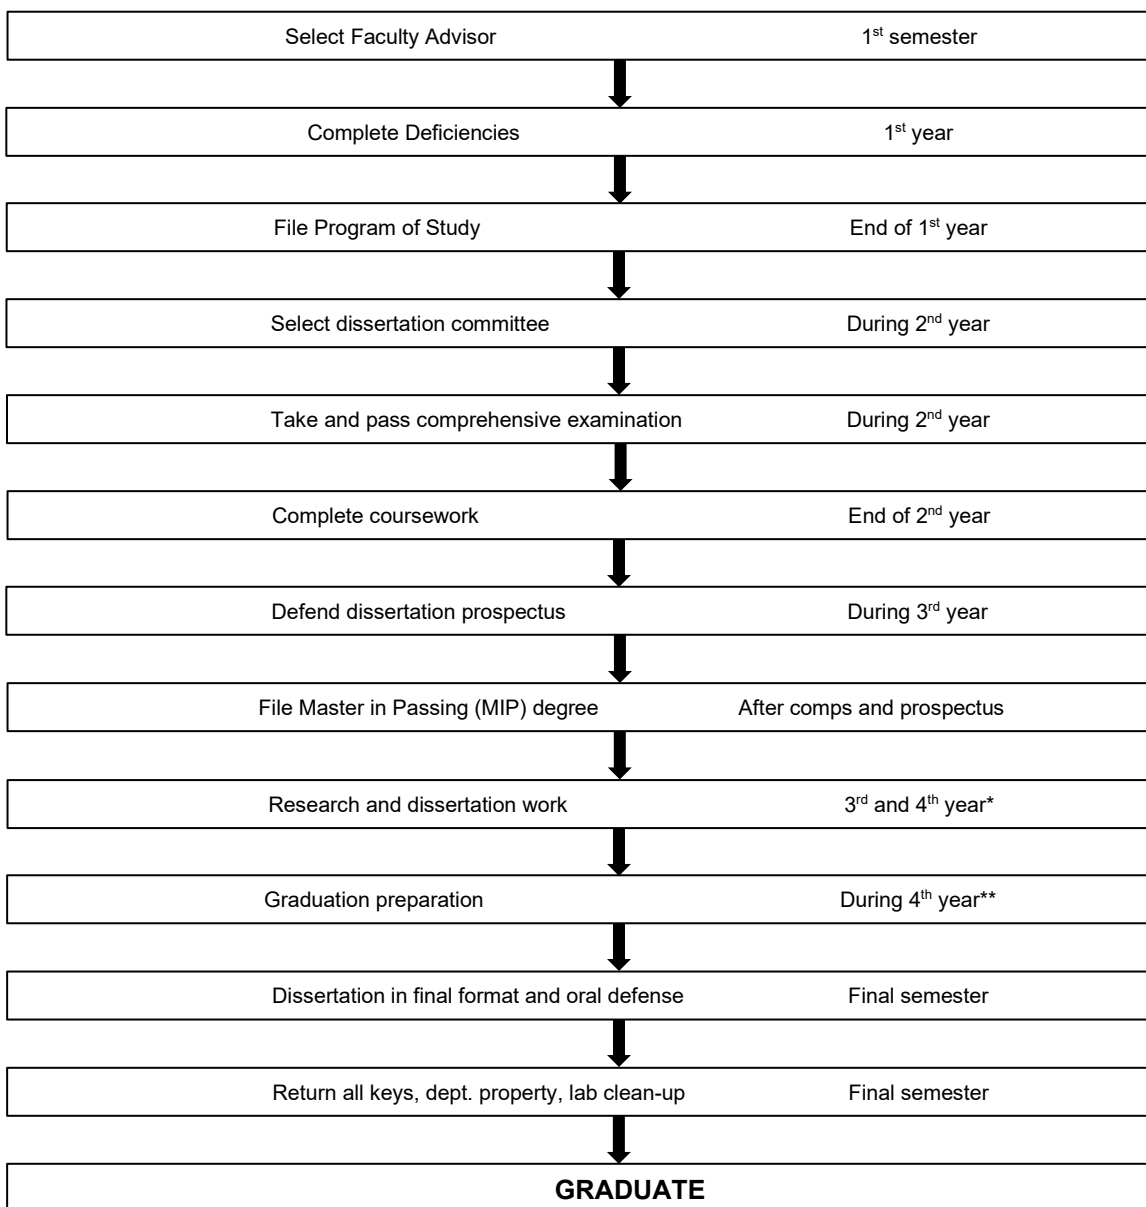 Select Faculty Advisor 1st semester
Complete Deficiencies 1st year
File Program of Study End of 1st year
Select dissertation committee During 2nd year
Take and pass comprehensive examination During 2nd year
Complete coursework End of 2nd year
Defend dissertation prospectus During 3rd year
File Master in Passing (MIP) degree After comps and prospectus
Research and dissertation work 3rd and 4th year*
Graduation preparation During 4th year**
Dissertation in final format and oral defense Final semester
Return all keys, dept. property, lab clean-up Final semester
GRADUATE